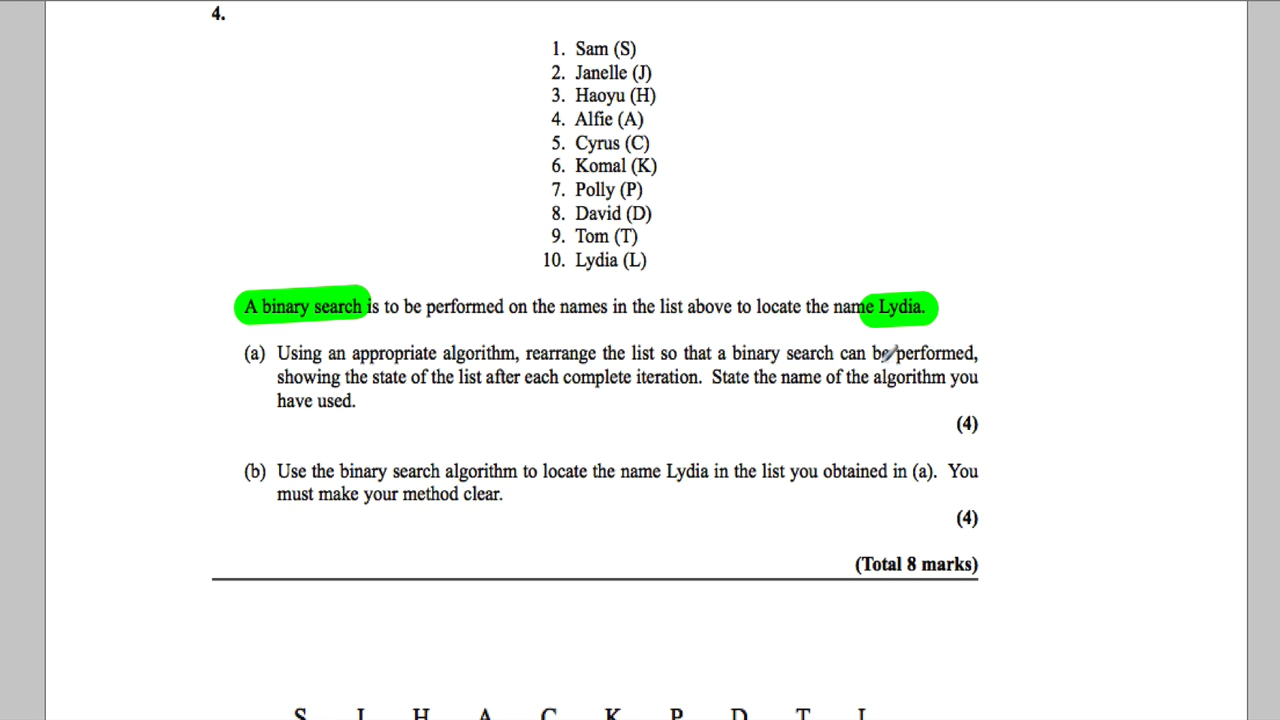 4.
1. Sam (S)
2. Janelle (J)
3. Haoyu (H)
4. Alfie (A)
5. Cyrus (C)
6. Komal (K)
7. Polly (P)
8. David (D)
9. Tom (T)
10. Lydia (L)
A binary search is to be performed on the names in the list above to locate the name Lydia.
(a) Using an appropriate algorithm, rearrange the list so that a binary search can be performed,
showing the state of the list after each complete iteration. State the name of the algorithm you
have used.
(4)
(b) Use the binary search algorithm to locate the name Lydia in the list you obtained in (a). You
must make your method clear.
(4)
(Total 8 marks)
S J H A C K P D T L